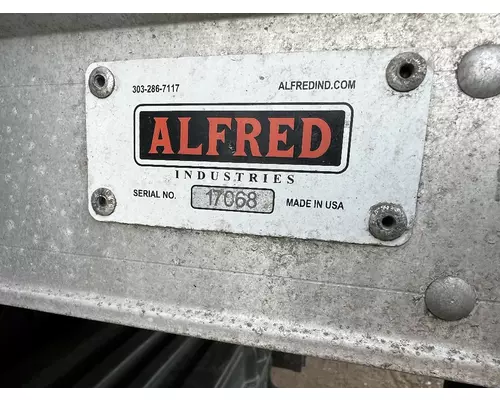 303-286-7117 ALFREDIND.COM
ALFRED
INDUSTRIES
SERIAL NO. 17068 MADE IN USA